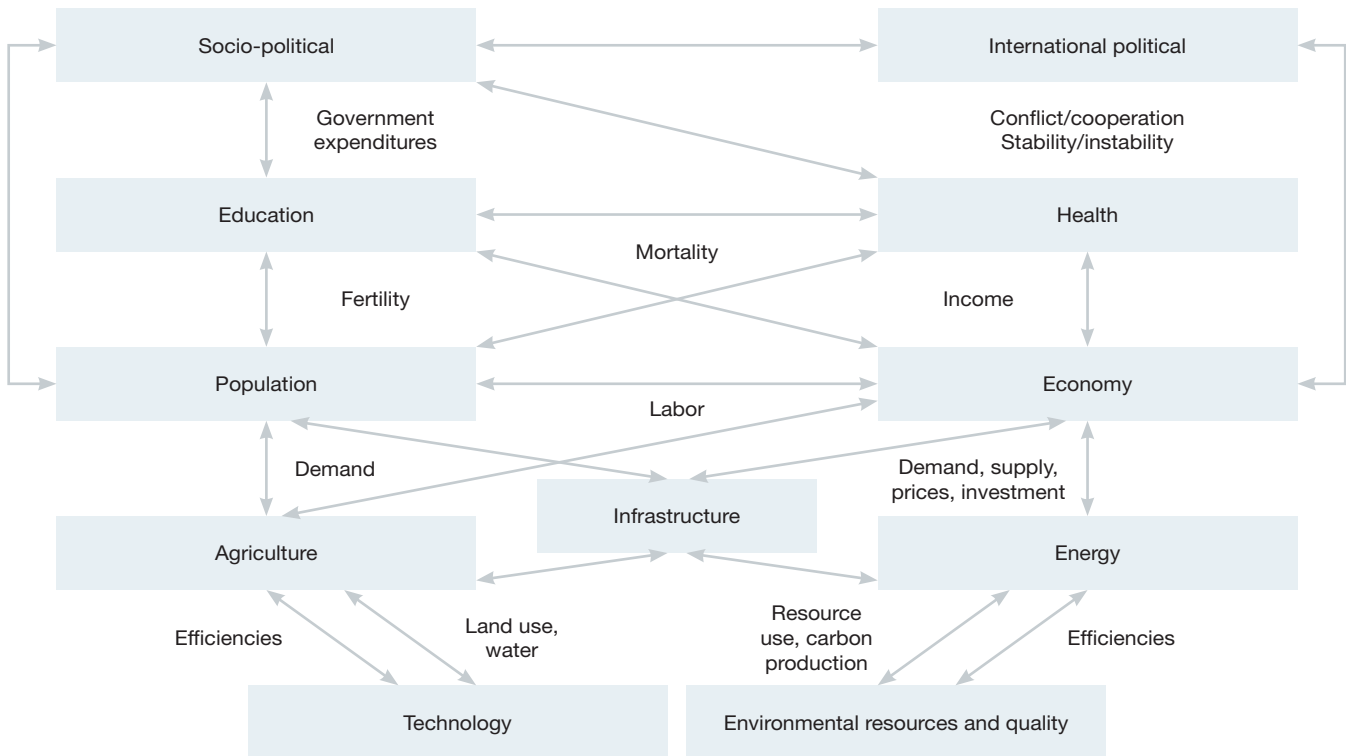 Socio-political
International political
Government
expenditures
Conflict/cooperation
Stability/instability
Education
Health
Mortality
Fertility
Income
Population
Economy
Labor
Demand
Demand, supply,
prices, investment
Infrastructure
Agriculture
Energy
Efficiencies
Land use,
water
Resource
use, carbon
production
Efficiencies
Technology
Environmental resources and quality